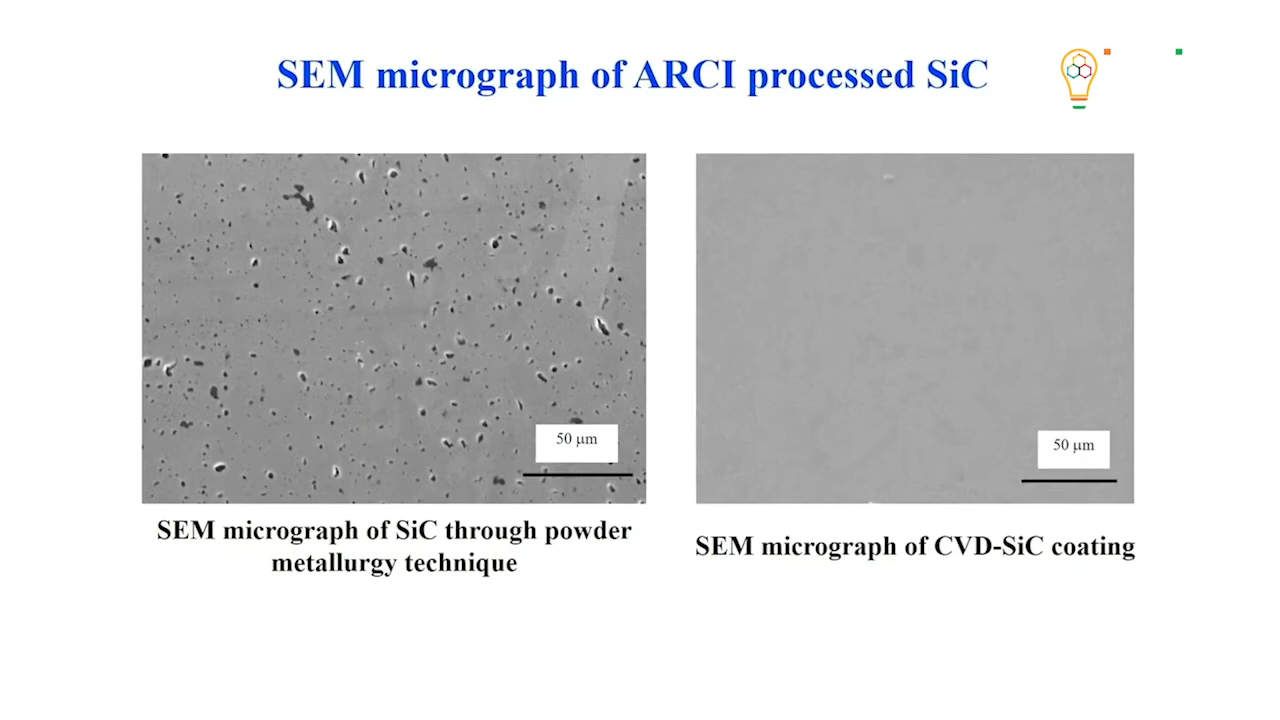 SEM micrograph of ARCI processed SiC
50 μm
50 μm
SEM micrograph of SiC through powder
metallurgy technique
SEM micrograph of CVD-SiC coating